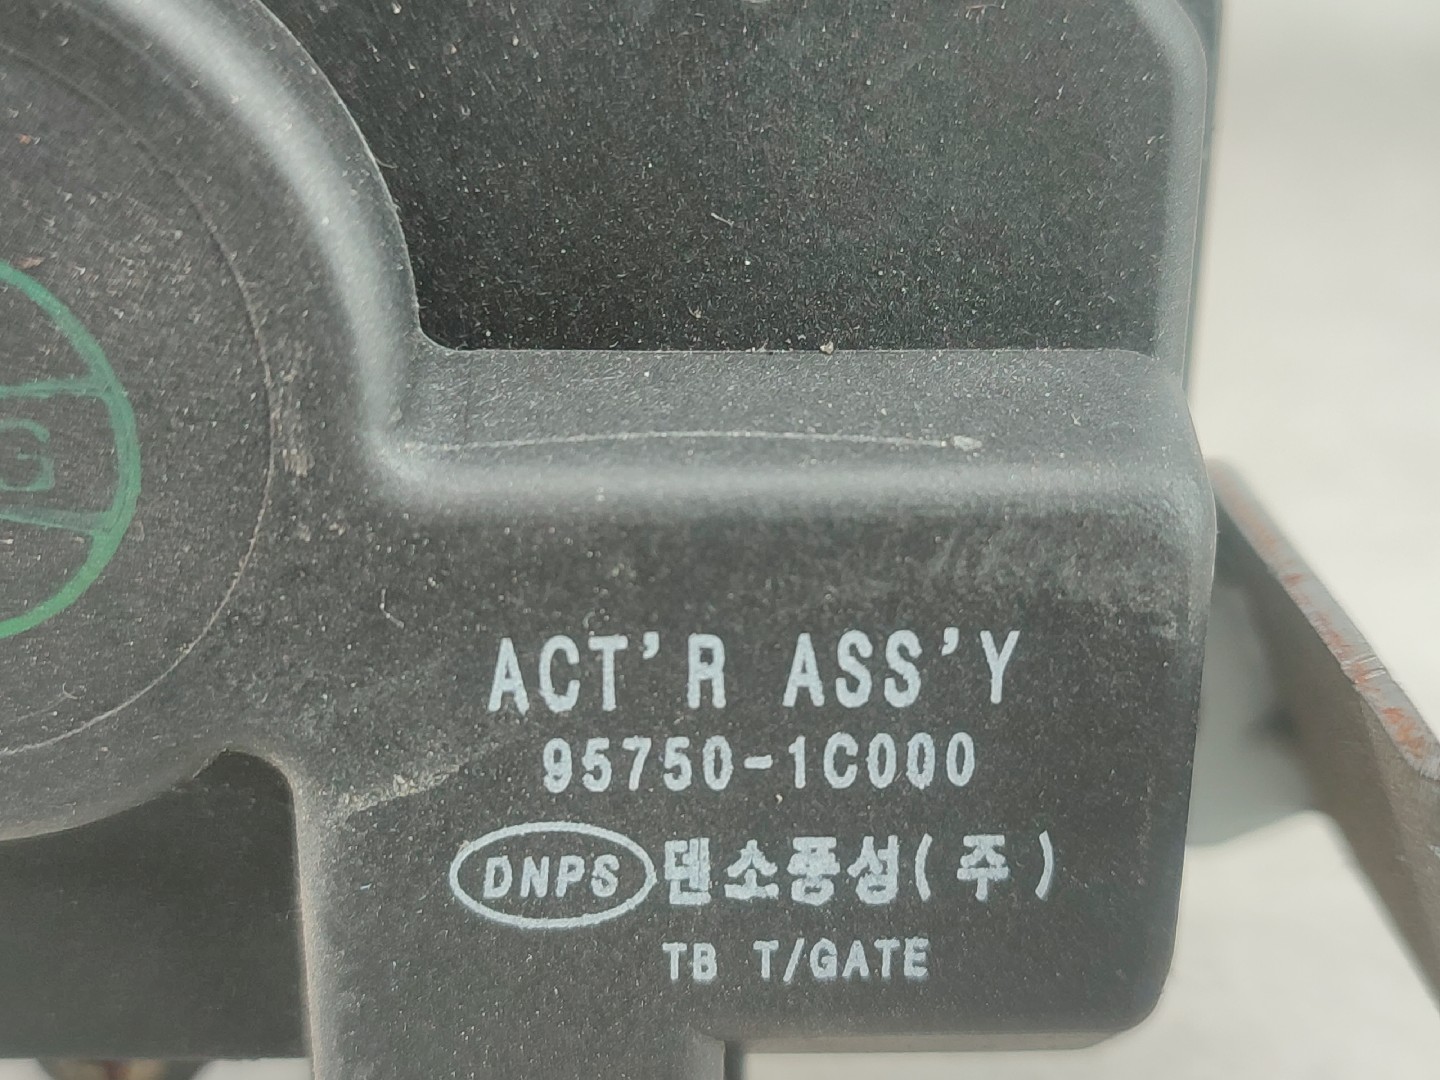 G
ACT'R ASS'Y
95750-1C000
DNPS 덴소풍성(주)
TB T/GATE